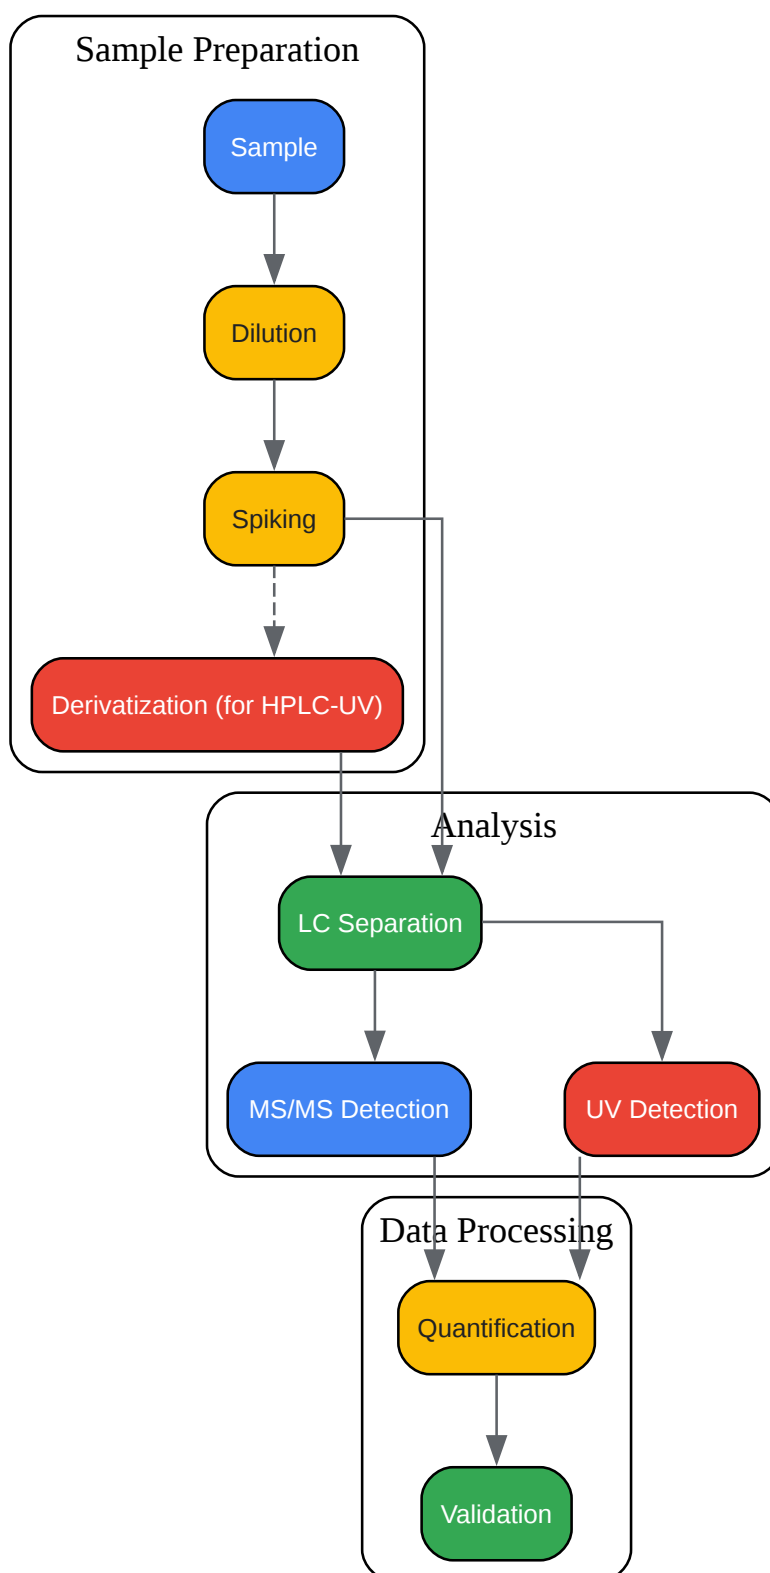 Sample Preparation
Sample
Dilution
Spiking
Derivatization (for HPLC-UV)
Analysis
LC Separation
MS/MS Detection
UV Detection
Data Processing
Quantification
Validation